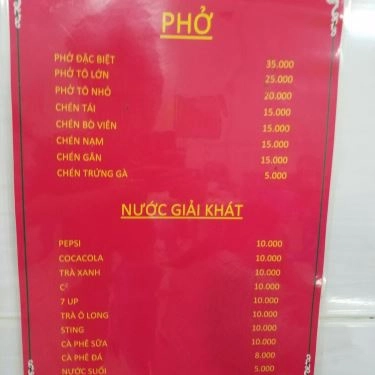 PHỞ
PHỞ ĐẶC BIỆT 35.000
PHỞ TÔ LỚN 25.000
PHỞ TÔ NHỎ 20.000
CHÉN TÁI 15.000
CHÉN BÒ VIÊN 15.000
CHÉN NẠM 15.000
CHÉN GÂN 15.000
CHÉN TRỨNG GÀ 5.000
NƯỚC GIẢI KHÁT
PEPSI 10.000
COCACOLA 10.000
TRÀ XANH 10.000
C² 10.000
7 UP 10.000
TRÀ Ô LONG 10.000
STING 10.000
CÀ PHÊ SỮA 10.000
CÀ PHÊ ĐÁ 8.000
NƯỚC SUỐI 5.000